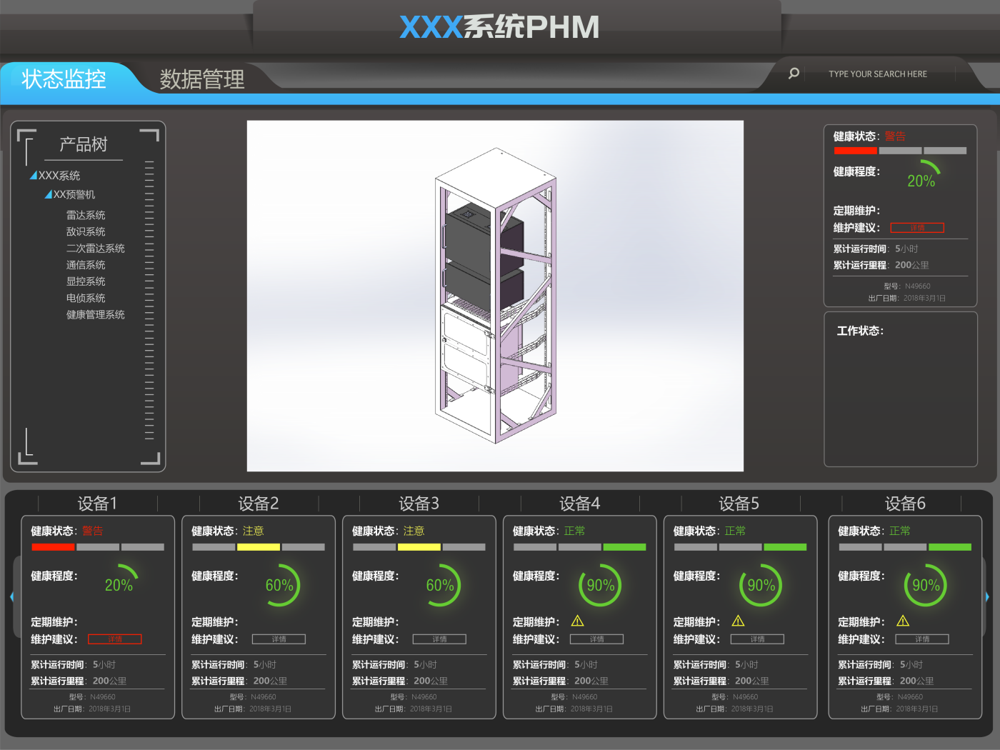 XXX系统PHM
状态监控
数据管理
TYPE YOUR SEARCH HERE
产品树
XXX系统
XX预警机
雷达系统
敌识系统
二次雷达系统
通信系统
显控系统
电侦系统
健康管理系统
健康状态：警告
健康程度：
20%
定期维护：
维护建议：详情
累计运行时间：5小时
累计运行里程：200公里
型号：N49660
出厂日期：2018年3月1日
工作状态：
设备1
健康状态：警告
健康程度：
20%
定期维护：
维护建议：详情
累计运行时间：5小时
累计运行里程：200公里
型号：N49660
出厂日期：2018年3月1日
设备2
健康状态：注意
健康程度：
60%
定期维护：
维护建议：详情
累计运行时间：5小时
累计运行里程：200公里
型号：N49660
出厂日期：2018年3月1日
设备3
健康状态：注意
健康程度：
60%
定期维护：
维护建议：详情
累计运行时间：5小时
累计运行里程：200公里
型号：N49660
出厂日期：2018年3月1日
设备4
健康状态：正常
健康程度：
90%
定期维护：
维护建议：详情
累计运行时间：5小时
累计运行里程：200公里
型号：N49660
出厂日期：2018年3月1日
设备5
健康状态：正常
健康程度：
90%
定期维护：
维护建议：详情
累计运行时间：5小时
累计运行里程：200公里
型号：N49660
出厂日期：2018年3月1日
设备6
健康状态：正常
健康程度：
90%
定期维护：
维护建议：详情
累计运行时间：5小时
累计运行里程：200公里
型号：N49660
出厂日期：2018年3月1日